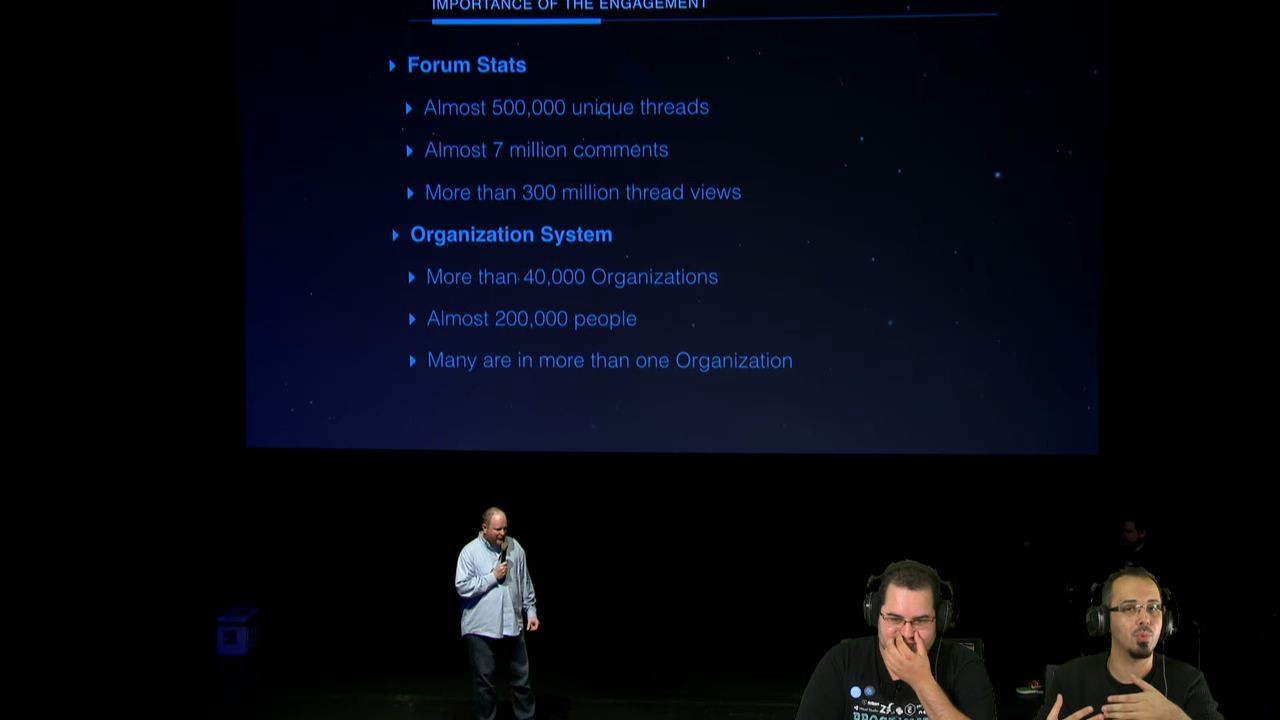 IMPORTANCE OF THE ENGAGEMENT
Forum Stats
Almost 500,000 unique threads
Almost 7 million comments
More than 300 million thread views
Organization System
More than 40,000 Organizations
Almost 200,000 people
Many are in more than one Organization